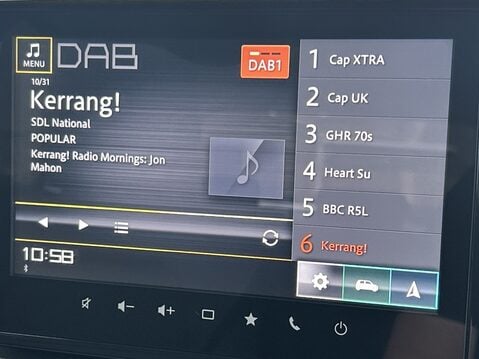 MENU
DAB
DAB1
10/31
Kerrang!
SDL National
POPULAR
Kerrang! Radio Mornings: Jon
Mahon
10:58
1 Cap XTRA
2 Cap UK
3 GHR 70s
4 Heart Su
5 BBC R5L
6 Kerrang!